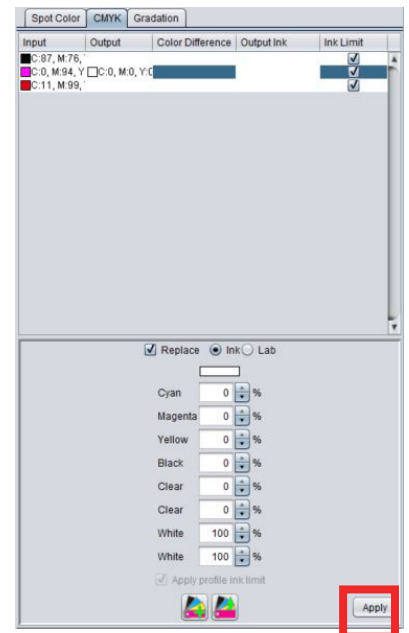 Spot Color CMYK Gradation
Input Output Color Difference Output Ink Ink Limit
C:87, M:76,
C:0, M:94, Y C:0, M:0, Y:0
C:11, M:99,
Replace Ink Lab
Cyan 0 %
Magenta 0 %
Yellow 0 %
Black 0 %
Clear 0 %
Clear 0 %
White 100 %
White 100 %
Apply profile ink limit
Apply